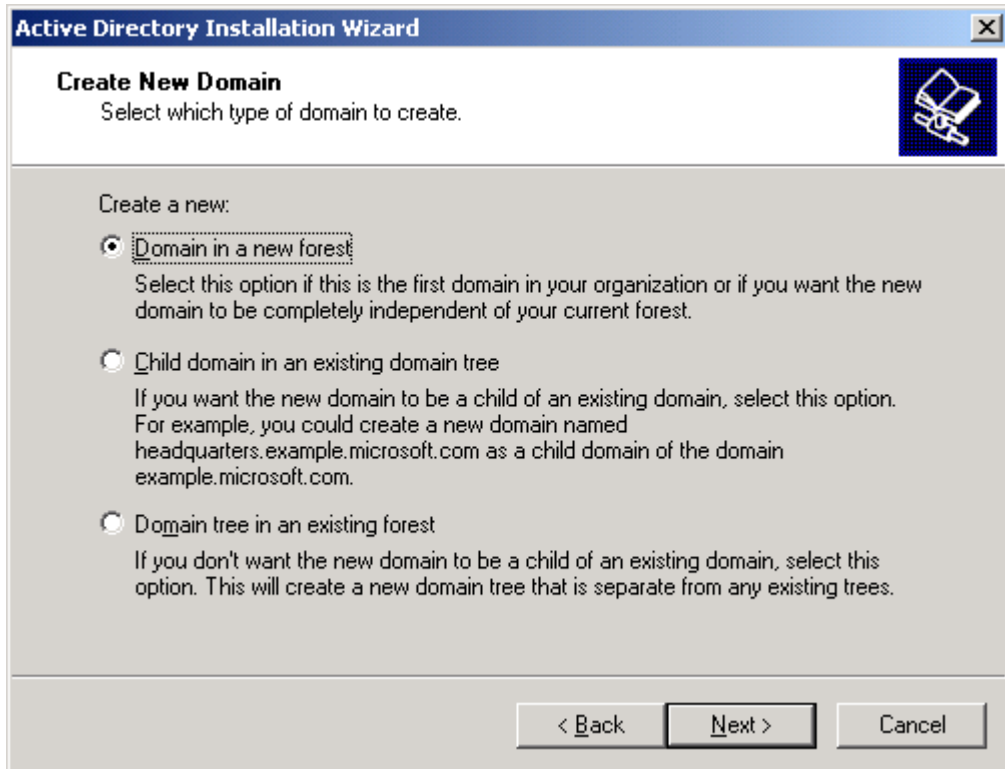 Active Directory Installation Wizard
Create New Domain
Select which type of domain to create.
Create a new:
Domain in a new forest
Select this option if this is the first domain in your organization or if you want the new
domain to be completely independent of your current forest.
Child domain in an existing domain tree
If you want the new domain to be a child of an existing domain, select this option.
For example, you could create a new domain named
headquarters.example.microsoft.com as a child domain of the domain
example.microsoft.com.
Domain tree in an existing forest
If you don't want the new domain to be a child of an existing domain, select this
option. This will create a new domain tree that is separate from any existing trees.
< Back Next > Cancel